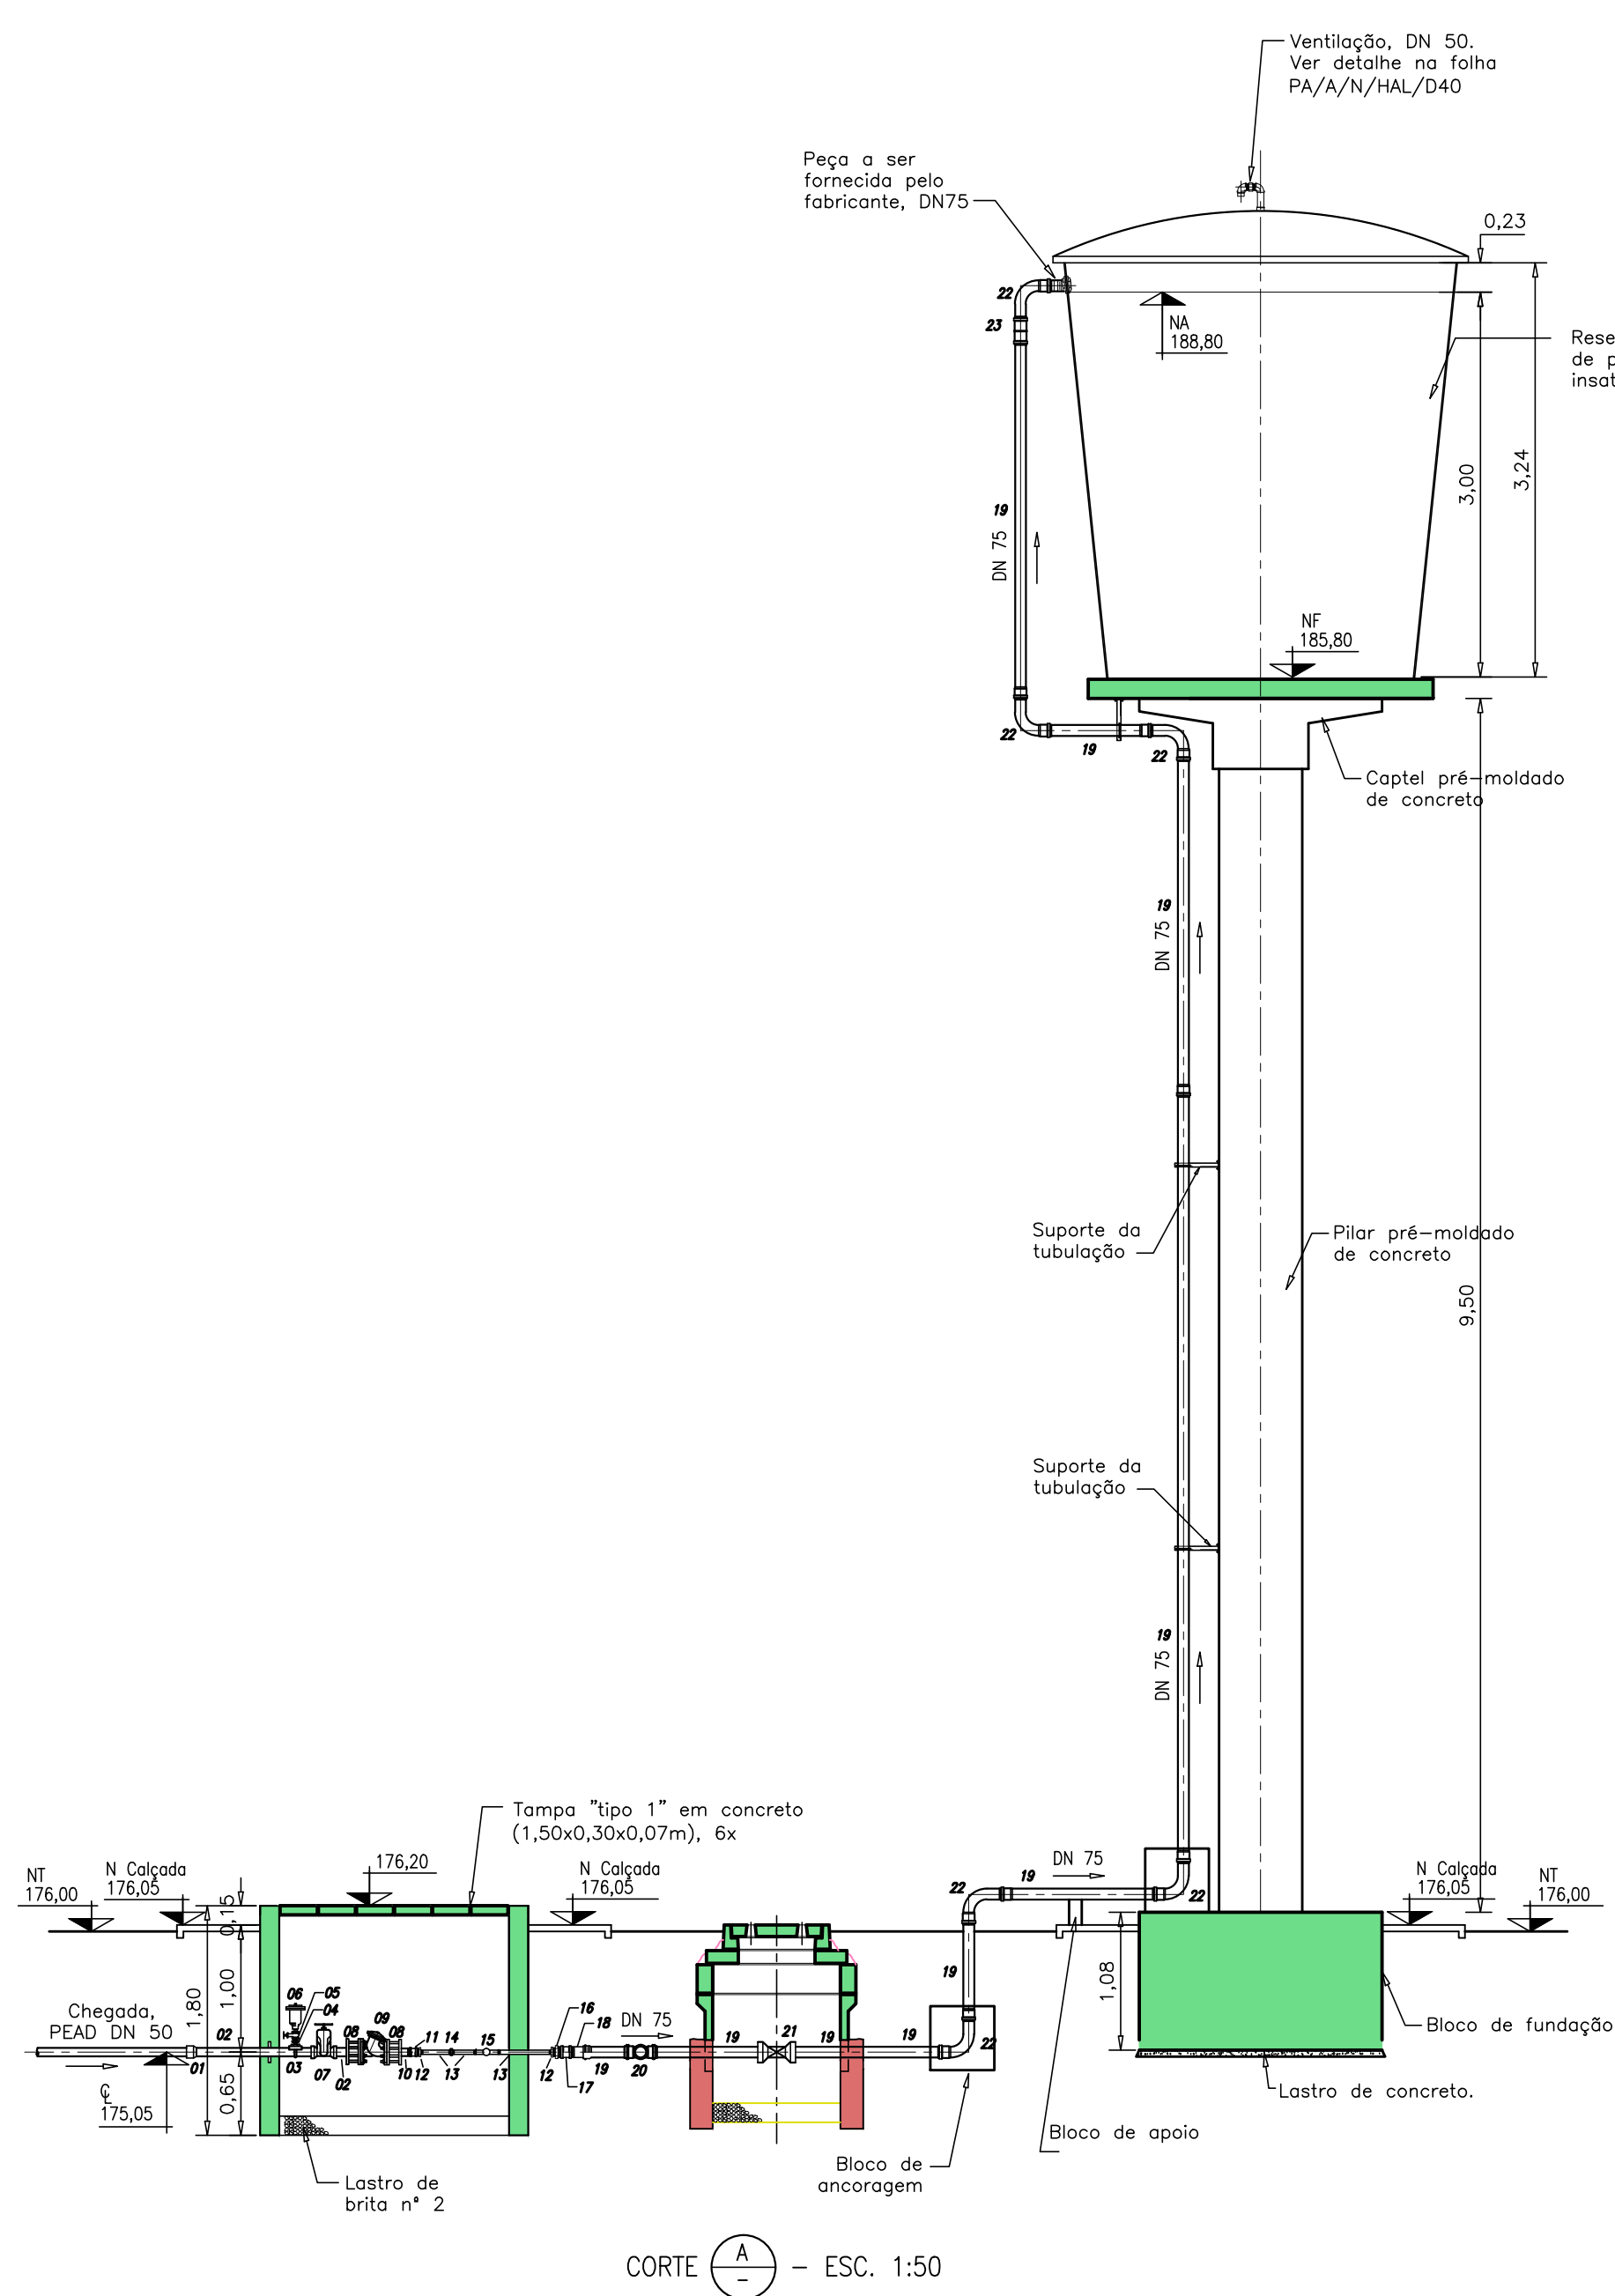 Ventilação, DN 50.
Ver detalhe na folha
PA/A/N/HAL/D40
Peça a ser
fornecida pelo
fabricante, DN75
0,23
22
23
NA
188,80
3,00
3,24
19
DN 75
NF
185,80
22
19
22
Captel pré-moldado
de concreto
19
DN 75
Suporte da
tubulação
Pilar pré-moldado
de concreto
9,50
Suporte da
tubulação
19
DN 75
Tampa "tipo 1" em concreto
(1,50x0,30x0,07m), 6x
NT
176,00
N Calçada
176,05
0,15
176,20
N Calçada
176,05
DN 75
19
22
22
N Calçada
176,05
NT
176,00
1,80
1,00
0,65
Chegada,
PEAD DN 50
02
01
℄
175,05
06
05
04
03
07
02
08
09
08
10
11
12
14
13
15
13
12
16
17
18
19
DN 75
20
19
21
19
19
19
22
1,08
Bloco de fundação
Lastro de concreto.
Bloco de apoio
Bloco de
ancoragem
Lastro de
brita n° 2
CORTE A - – ESC. 1:50